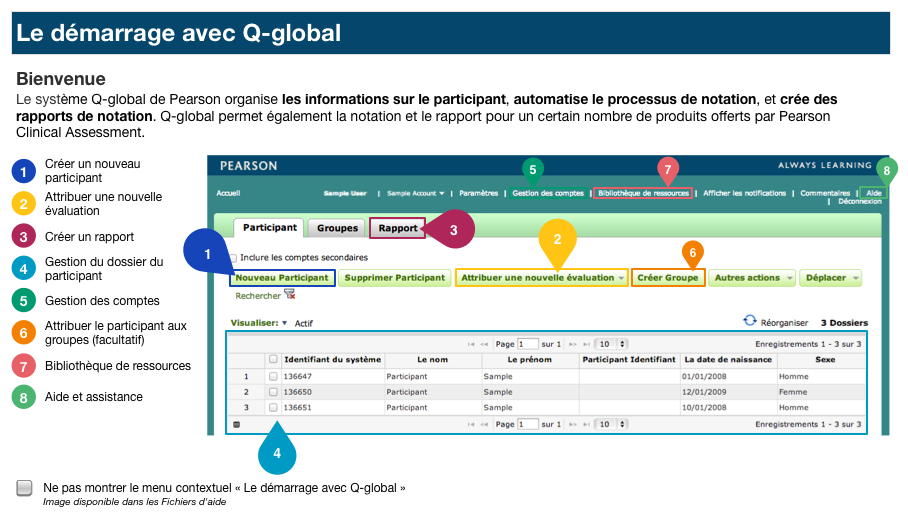 Le démarrage avec Q-global
Bienvenue
Le système Q-global de Pearson organise les informations sur le participant, automatise le processus de notation, et crée des
rapports de notation. Q-global permet également la notation et le rapport pour un certain nombre de produits offerts par Pearson
Clinical Assessment.
1 Créer un nouveau
participant
2 Attribuer une nouvelle
évaluation
3 Créer un rapport
4 Gestion du dossier du
participant
5 Gestion des comptes
6 Attribuer le participant aux
groupes (facultatif)
7 Bibliothèque de ressources
8 Aide et assistance
PEARSON
5
7
ALWAYS LEARNING
8
Accueil Sample User | Sample Account | Paramètres | Gestion des comptes | Bibliothèque de ressources | Afficher les notifications | Commentaires | Aide
| Déconnexion
Participant Groupes Rapport
3
1
2
6
Inclure les comptes secondaires
Nouveau Participant Supprimer Participant Attribuer une nouvelle évaluation Créer Groupe Autres actions Déplacer
Rechercher
Visualiser: Actif Réorganiser 3 Dossiers
Page 1 sur 1 10 Enregistrements 1 - 3 sur 3
Identifiant du système Le nom Le prénom Participant Identifiant La date de naissance Sexe
1 136647 Participant Sample 01/01/2008 Homme
2 136650 Participant Sample 12/01/2009 Femme
3 136651 Participant Sample 10/01/2008 Homme
Page 1 sur 1 10 Enregistrements 1 - 3 sur 3
4
Ne pas montrer le menu contextuel « Le démarrage avec Q-global »
Image disponible dans les Fichiers d'aide